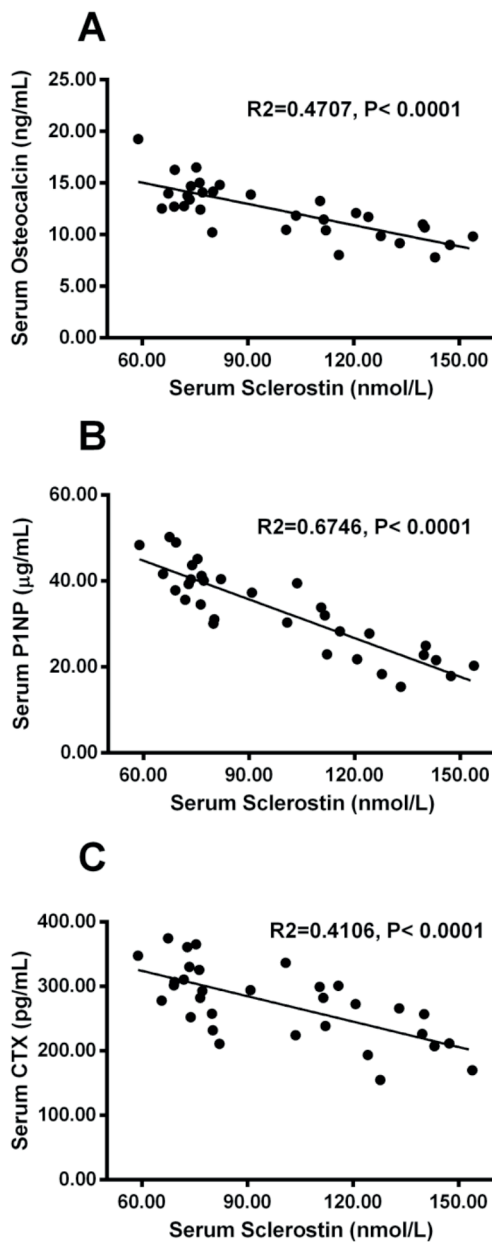 A
Serum Osteocalcin (ng/mL)
25.00
20.00
15.00
10.00
5.00
0.00
R2=0.4707, P< 0.0001
60.00 90.00 120.00 150.00
Serum Sclerostin (nmol/L)
B
Serum P1NP (μg/mL)
60.00
40.00
20.00
0.00
R2=0.6746, P< 0.0001
60.00 90.00 120.00 150.00
Serum Sclerostin (nmol/L)
C
Serum CTX (pg/mL)
400.00
300.00
200.00
100.00
0.00
R2=0.4106, P< 0.0001
60.00 90.00 120.00 150.00
Serum Sclerostin (nmol/L)